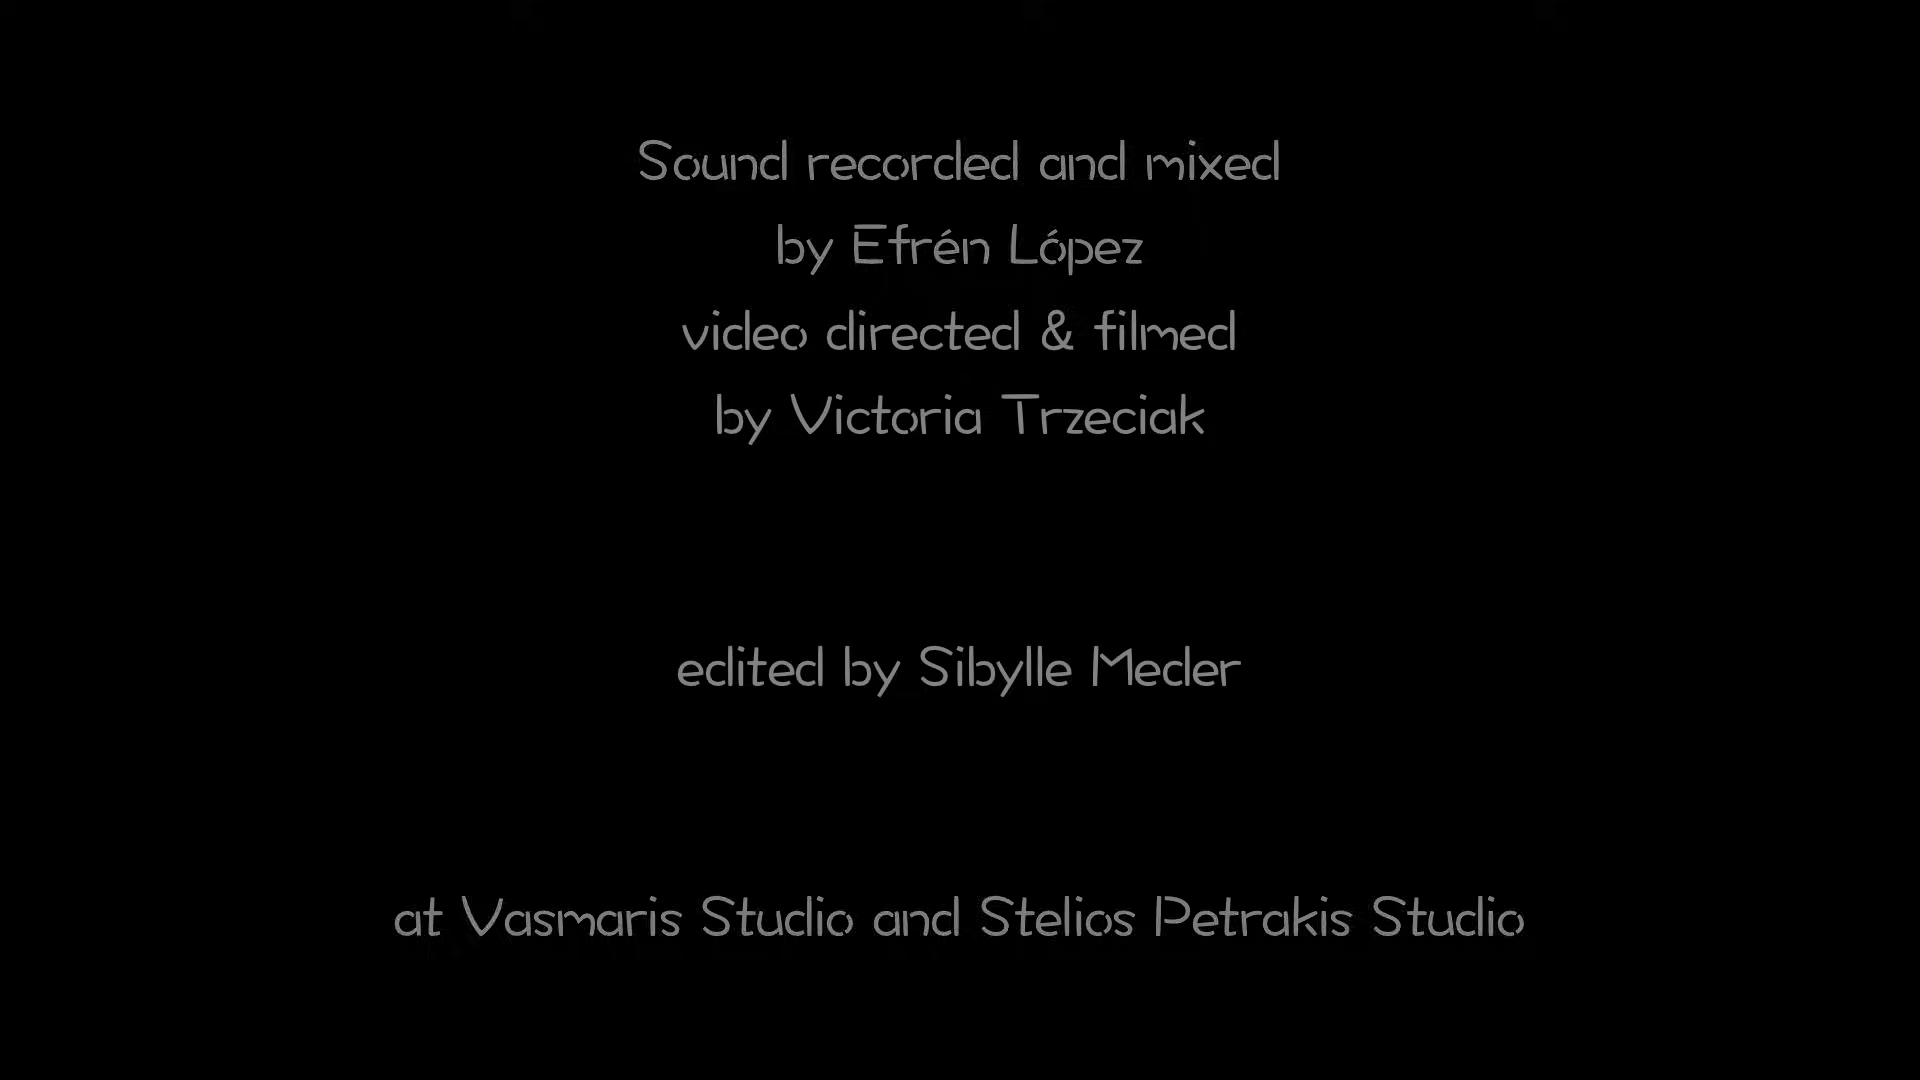 Sound recorded and mixed
by Efrén López
video directed & filmed
by Victoria Trzeciak
edited by Sibylle Meder
at Vasmaris Studio and Stelios Petrakis Studio